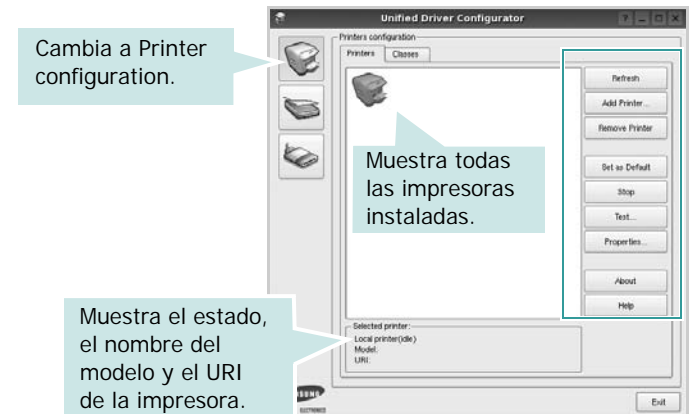 Unified Driver Configurator
Cambia a Printer
configuration.
Printers configuration
Printers Classes
Refresh
Add Printer...
Remove Printer
Set as Default
Stop
Test...
Properties...
About
Help
Muestra todas
las impresoras
instaladas.
Muestra el estado,
el nombre del
modelo y el URI
de la impresora.
Selected printer:
Local printer(idle)
Model:
URI:
Exit